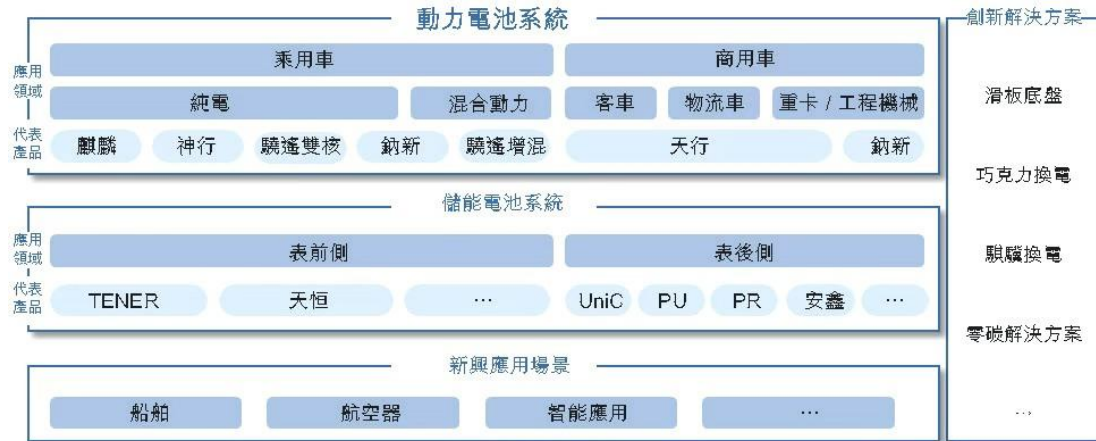 動力電池系統
應用領域
乘用車 商用車
純電 混合動力 客車 物流車 重卡 / 工程機械
代表產品
麒麟 神行 驍遙雙核 鈉新 驍遙增混 天行 鈉新
儲能電池系統
應用領域
表前側 表後側
代表產品
TENER 天恒 … UniC PU PR 安鑫 …
新興應用場景
船舶 航空器 智能應用 …
創新解決方案
滑板底盤
巧克力換電
騏驥換電
零碳解決方案
…